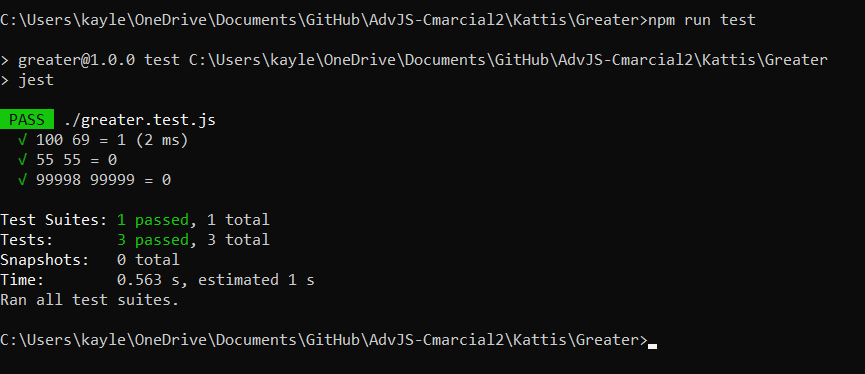 C:\Users\kayle\OneDrive\Documents\GitHub\AdvJS-Cmarcial2\Kattis\Greater>npm run test
> greater@1.0.0 test C:\Users\kayle\OneDrive\Documents\GitHub\AdvJS-Cmarcial2\Kattis\Greater
> jest
PASS ./greater.test.js
√ 100 69 = 1 (2 ms)
√ 55 55 = 0
√ 99998 99999 = 0
Test Suites: 1 passed, 1 total
Tests: 3 passed, 3 total
Snapshots: 0 total
Time: 0.563 s, estimated 1 s
Ran all test suites.
C:\Users\kayle\OneDrive\Documents\GitHub\AdvJS-Cmarcial2\Kattis\Greater>